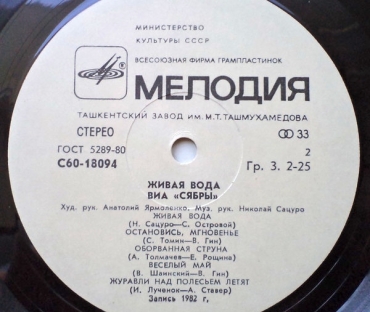 МИНИСТЕРСТВО
КУЛЬТУРЫ СССР
ВСЕСОЮЗНАЯ ФИРМА ГРАМПЛАСТИНОК
МЕЛОДИЯ
ТАШКЕНТСКИЙ ЗАВОД ИМ. М.Т. ТАШМУХАМЕДОВА
СТЕРЕО
33
ГОСТ 5289-80
2
С60-18094
Гр. 3. 2-25
ЖИВАЯ ВОДА
ВИА «СЯБРЫ»
Худ. рук. Анатолий Ярмоленко. Муз. рук. Николай Сацуро
ЖИВАЯ ВОДА
(Н. Сацуро—С. Островой)
ОСТАНОВИСЬ, МГНОВЕНЬЕ
(С. Томин—В. Гин)
ОБОРВАННАЯ СТРУНА
(А. Толмачев—Е. Рощина)
ВЕСЕЛЫЙ МАЙ
(В. Шаинский—В. Гин)
ЖУРАВЛИ НАД ПОЛЕСЬЕМ ЛЕТЯТ
(И. Лученок—А. Ставер)
Запись 1982 г.